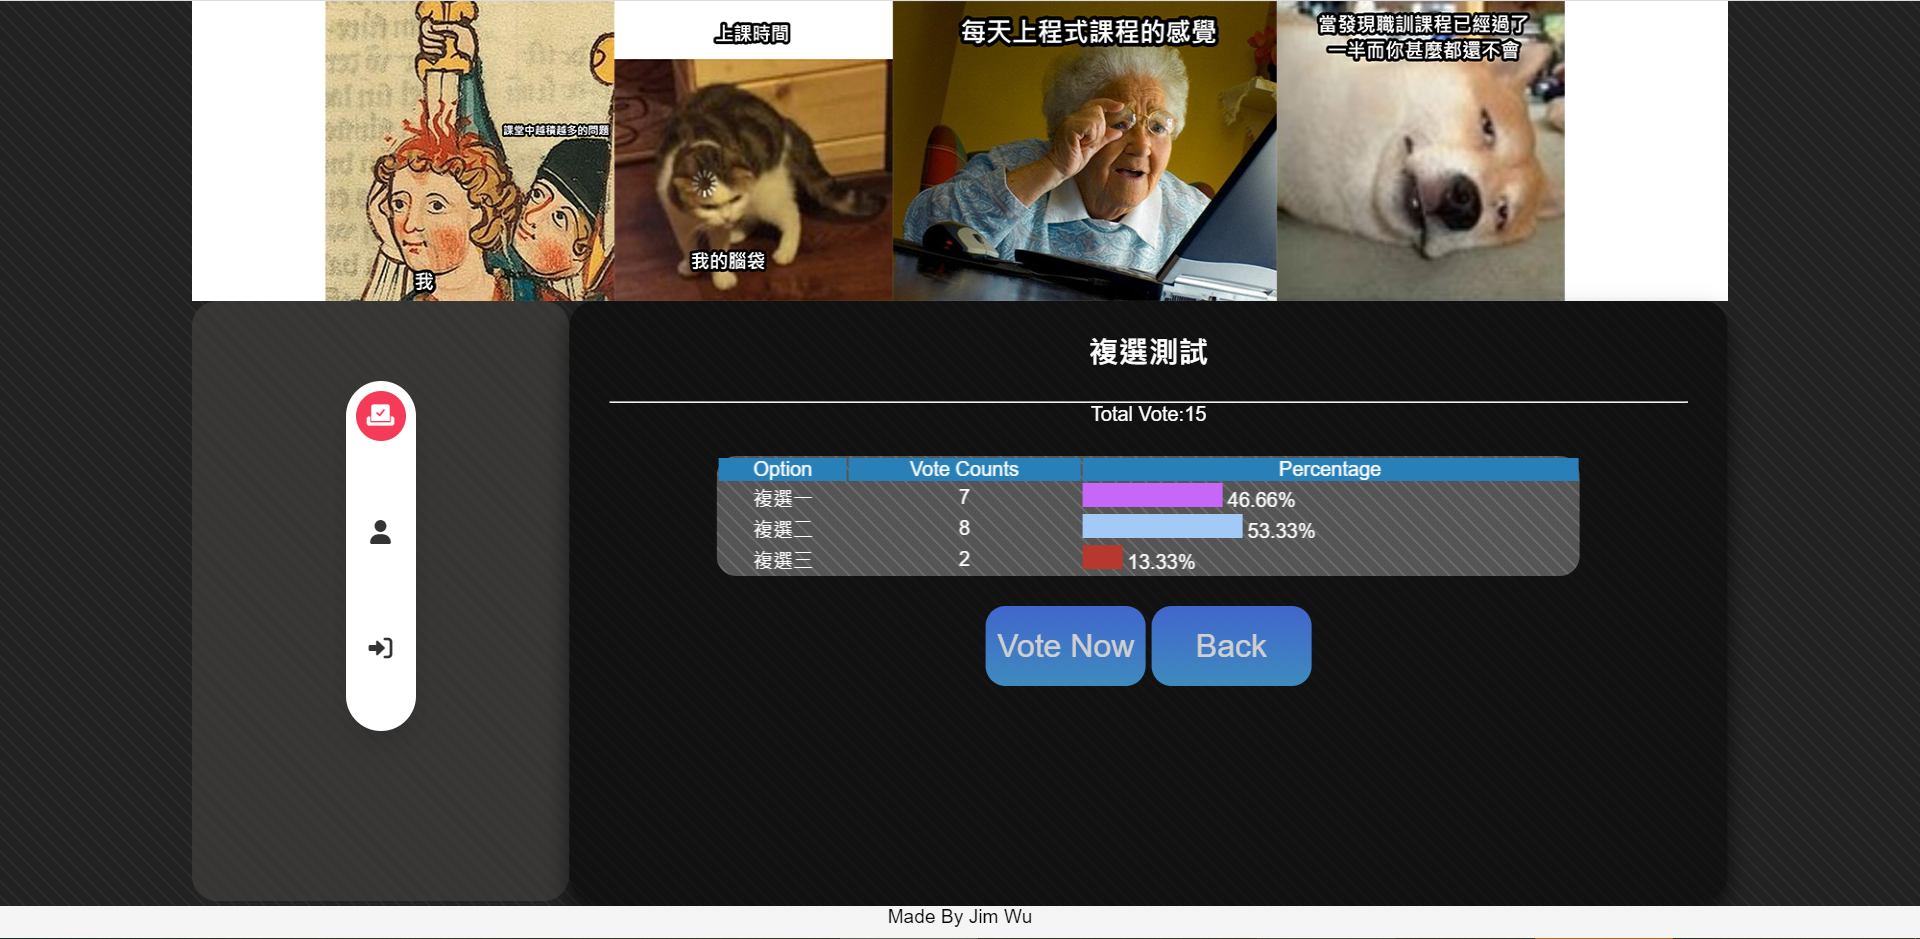 課堂中越積越多的問題
我
上課時間
我的腦袋
每天上程式課程的感覺
當發現職訓課程已經過了
一半而你甚麼都還不會
複選測試
Total Vote:15
Option Vote Counts Percentage
複選一 7 46.66%
複選二 8 53.33%
複選三 2 13.33%
Vote Now Back
Made By Jim Wu